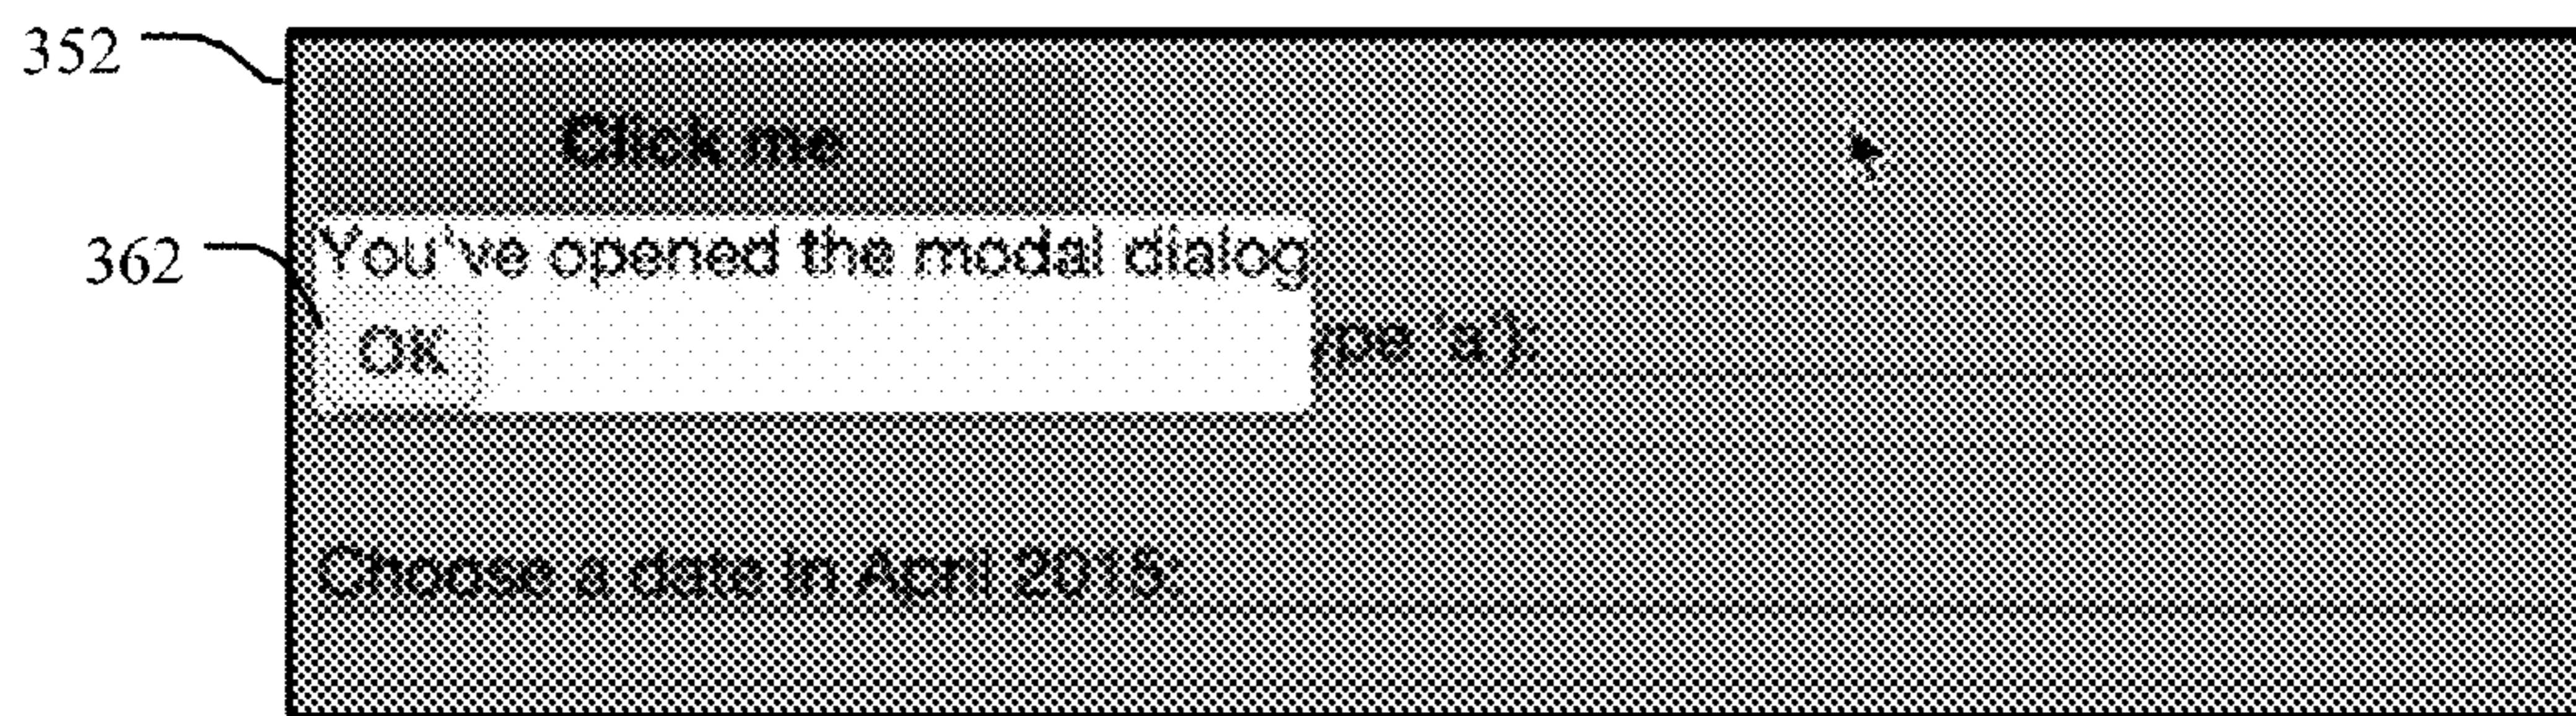 352
Click me
362
You've opened the modal dialog
OK
ype 'a'):
Choose a date in April 2015: